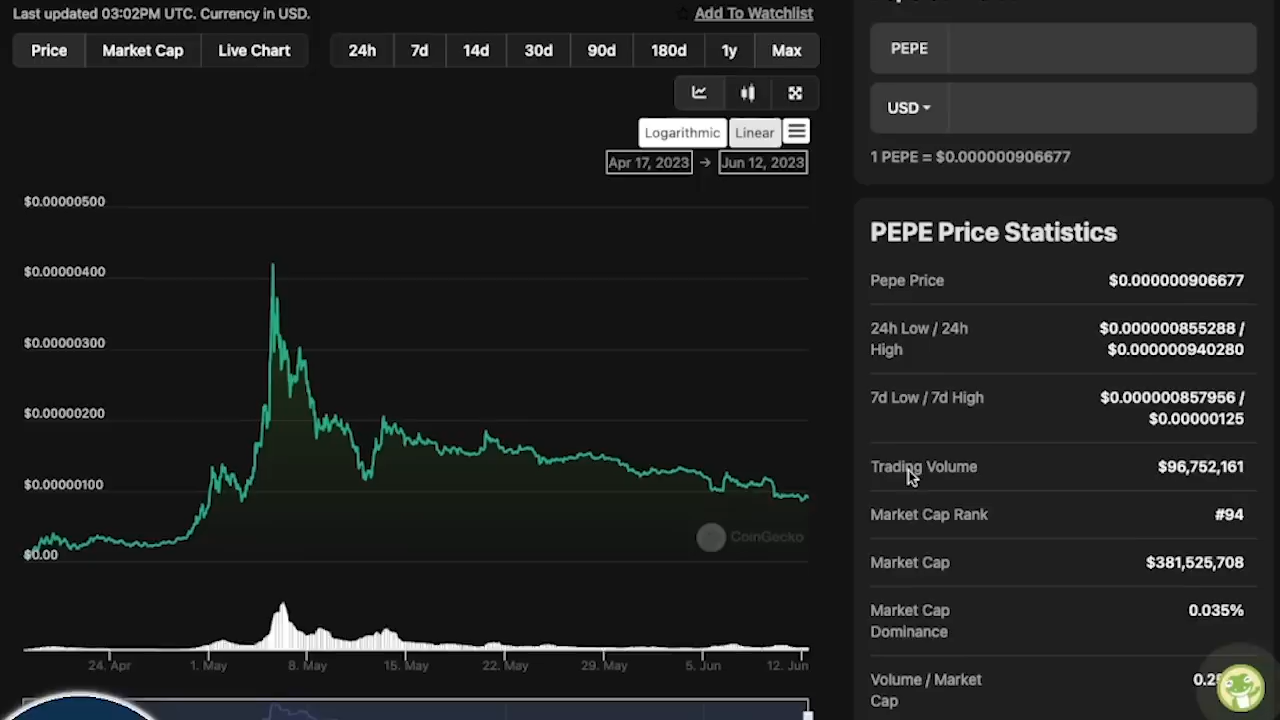 Last updated 03:02PM UTC. Currency in USD.
Add To Watchlist
Price Market Cap Live Chart 24h 7d 14d 30d 90d 180d 1y Max
Logarithmic Linear
Apr 17, 2023 → Jun 12, 2023
$0.00000500
$0.00000400
$0.00000300
$0.00000200
$0.00000100
$0.00
CoinGecko
24. Apr 1. May 8. May 15. May 22. May 29. May 5. Jun 12. Jun
PEPE
USD
1 PEPE = $0.000000906677
PEPE Price Statistics
Pepe Price $0.000000906677
24h Low / 24h $0.000000855288 /
High $0.000000940280
7d Low / 7d High $0.000000857956 /
$0.00000125
Trading Volume $96,752,161
Market Cap Rank #94
Market Cap $381,525,708
Market Cap 0.035%
Dominance
Volume / Market
Cap